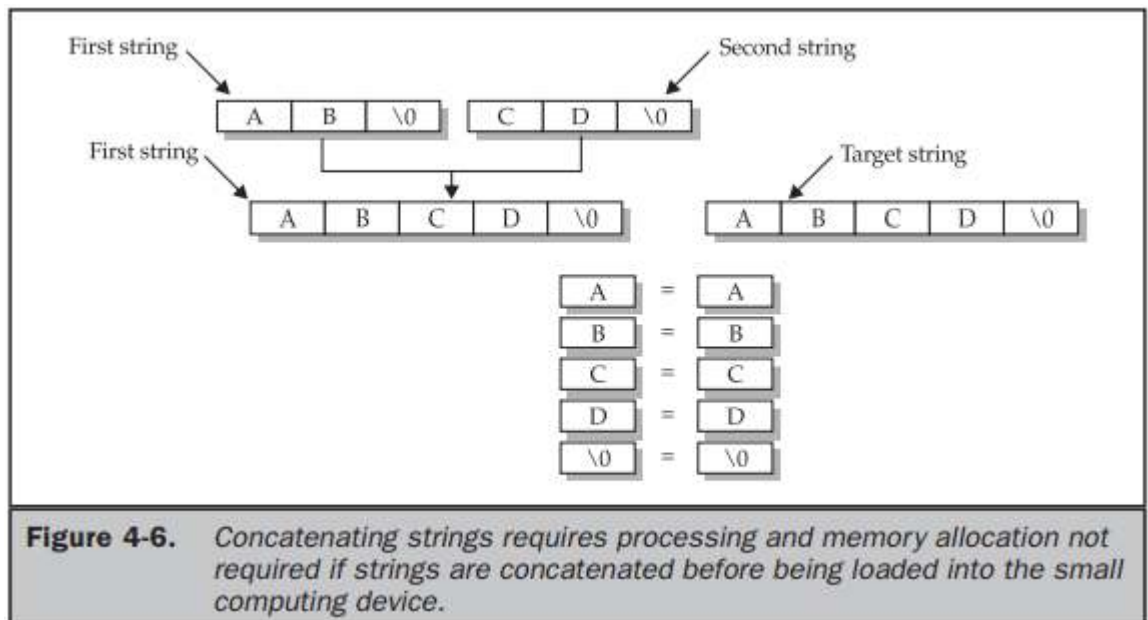 First string
Second string
A B \0
C D \0
First string
Target string
A B C D \0
A B C D \0
A = A
B = B
C = C
D = D
\0 = \0
Figure 4-6. Concatenating strings requires processing and memory allocation not
required if strings are concatenated before being loaded into the small
computing device.